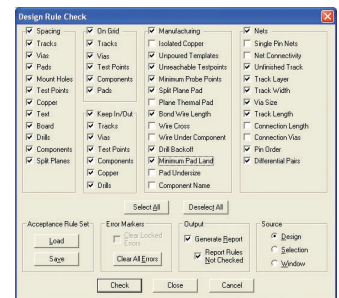 Design Rule Check
Spacing
Tracks
Vias
Pads
Mount Holes
Test Points
Copper
Text
Board
Drills
Components
Split Planes
On Grid
Tracks
Vias
Test Points
Components
Pads
Keep In/Out
Tracks
Vias
Test Points
Components
Copper
Drills
Manufacturing
Isolated Copper
Unpoured Templates
Unreachable Testpoints
Minimum Probe Points
Split Plane Pad
Plane Thermal Pad
Bond Wire Length
Wire Cross
Wire Under Component
Drill Backoff
Minimum Pad Land
Pad Undersize
Component Name
Nets
Single Pin Nets
Net Connectivity
Unfinished Track
Track Layer
Track Width
Via Size
Track Length
Connection Length
Connection Vias
Pin Order
Differential Pairs
Select All
Deselect All
Acceptance Rule Set
Load
Save
Error Markers
Clear Locked
Errors
Clear All Errors
Output
Generate Report
Report Rules
Not Checked
Source
Design
Selection
Window
Check
Close
Cancel